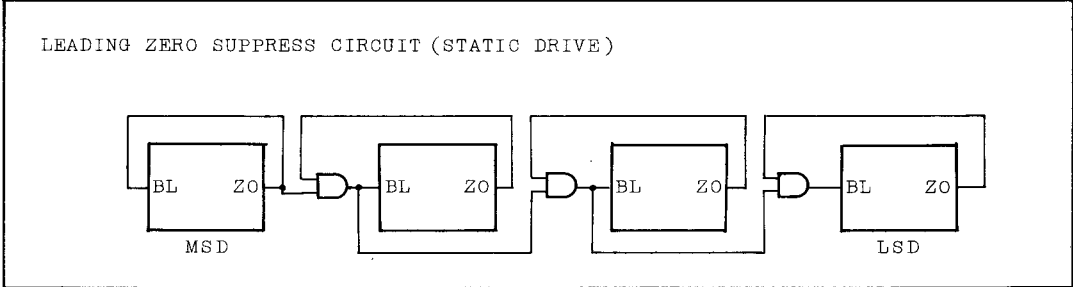 LEADING ZERO SUPPRESS CIRCUIT (STATIC DRIVE)
BL ZO BL ZO BL ZO BL ZO
MSD LSD